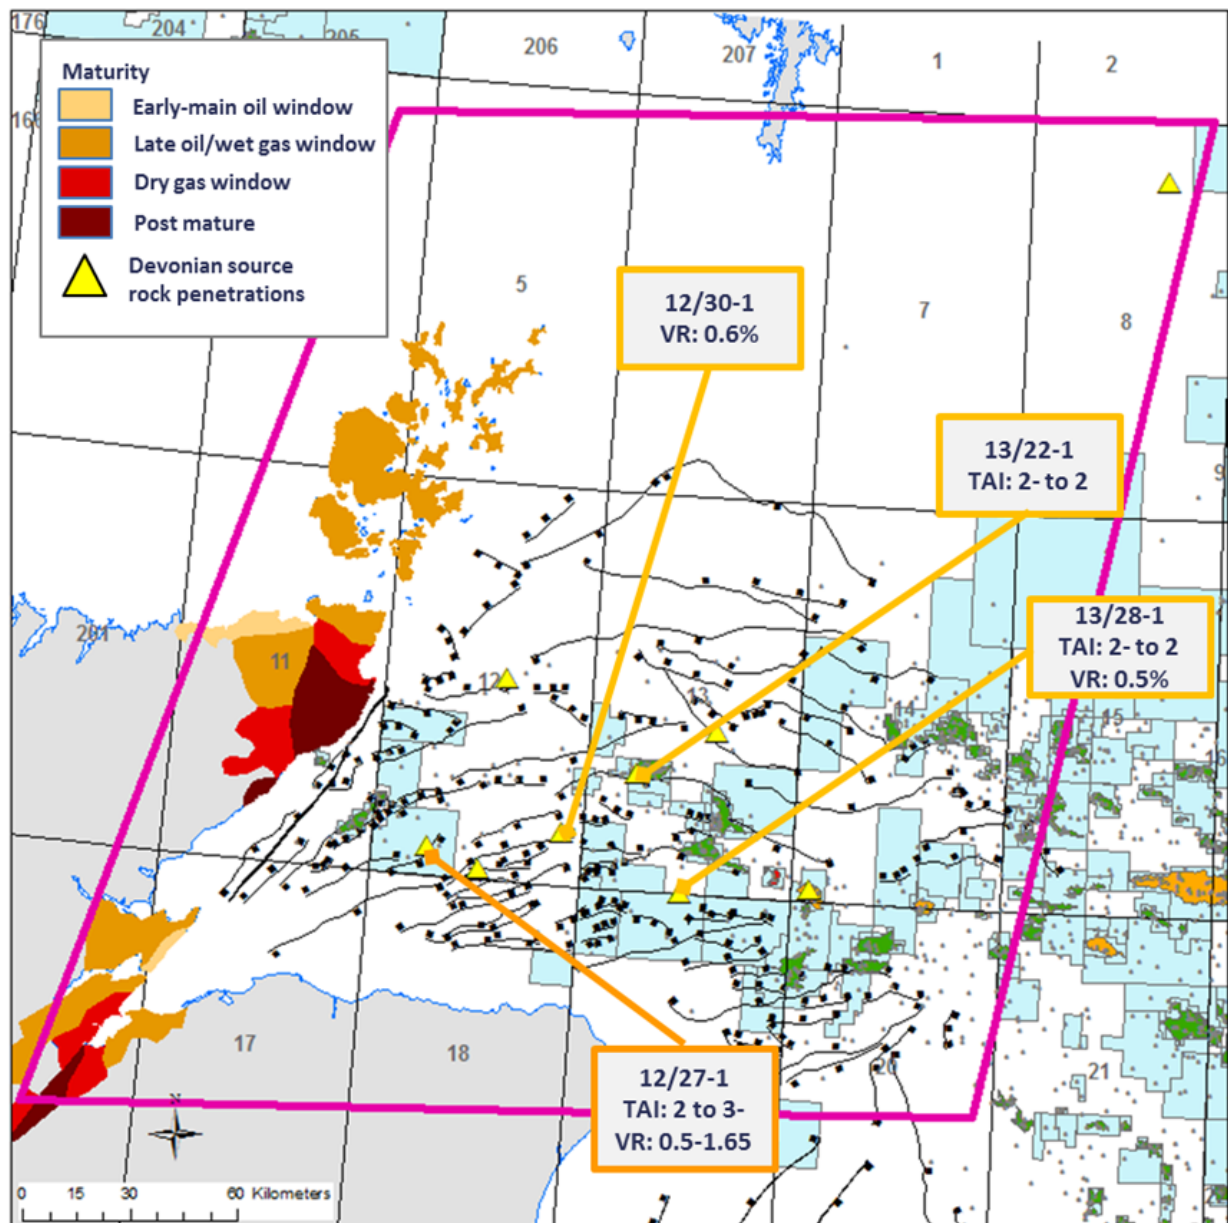 176
204
205
206
207
1
2
Maturity
Early-main oil window
Late oil/wet gas window
Dry gas window
Post mature
Devonian source
rock penetrations
5
12/30-1
VR: 0.6%
7
8
13/22-1
TAI: 2- to 2
9
13/28-1
TAI: 2- to 2
VR: 0.5%
201
11
12
13
14
15
17
18
20
21
12/27-1
TAI: 2 to 3-
VR: 0.5-1.65
N
0 15 30 60 Kilometers